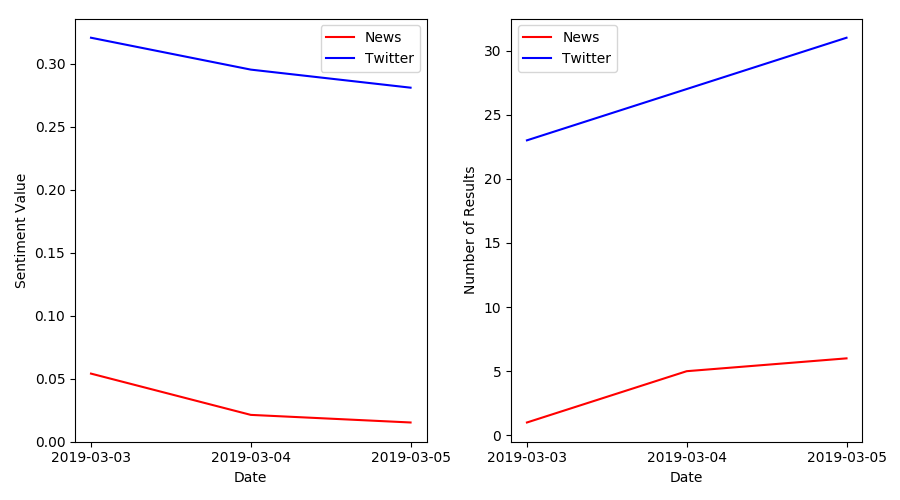 News
Twitter
0.30
0.25
0.20
0.15
0.10
0.05
0.00
Sentiment Value
2019-03-03 2019-03-04 2019-03-05
Date
News
Twitter
30
25
20
15
10
5
0
Number of Results
2019-03-03 2019-03-04 2019-03-05
Date